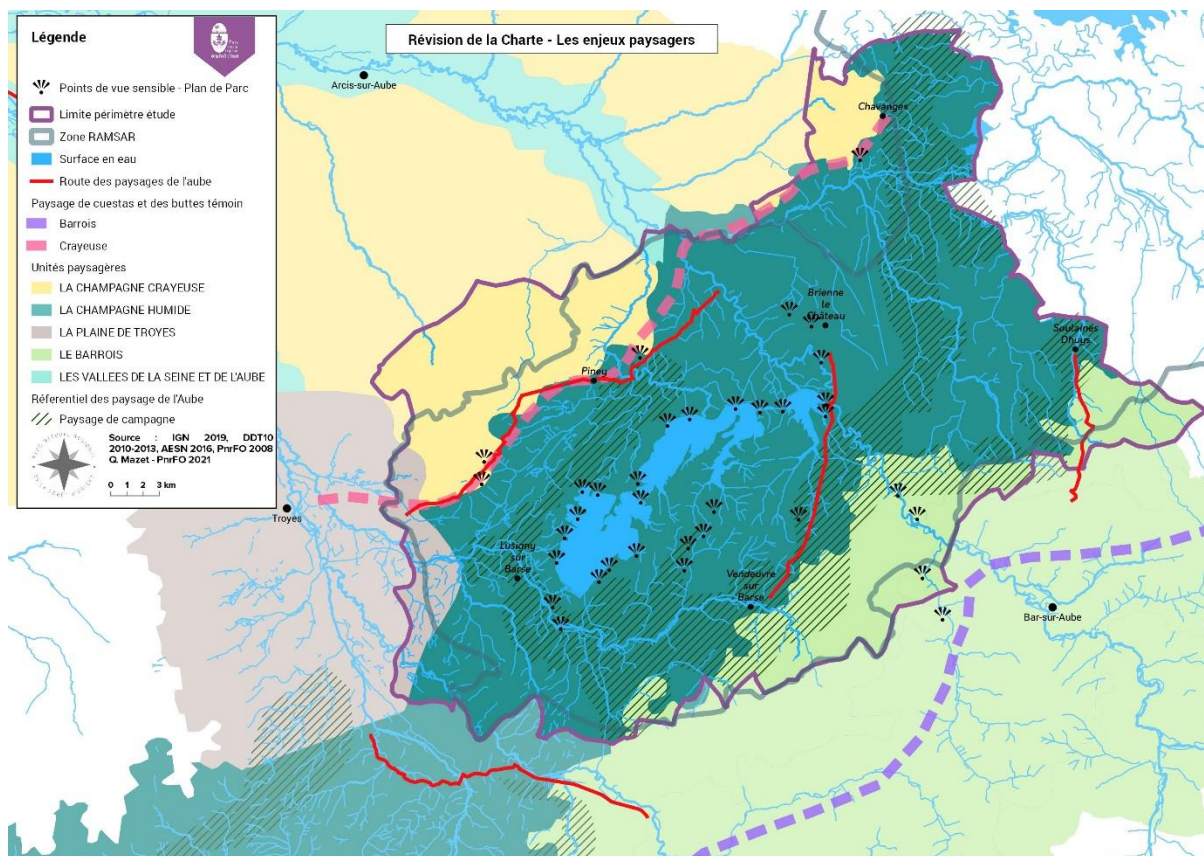 Révision de la Charte - Les enjeux paysagers
Légende
Points de vue sensible - Plan de Parc
Limite périmètre étude
Zone RAMSAR
Surface en eau
Route des paysages de l'aube
Paysage de cuestas et des buttes témoin
Barrois
Crayeuse
Unités paysagères
LA CHAMPAGNE CRAYEUSE
LA CHAMPAGNE HUMIDE
LA PLAINE DE TROYES
LE BARROIS
LES VALLEES DE LA SEINE ET DE L'AUBE
Réferentiel des paysage de l'Aube
Paysage de campagne
Source : IGN 2019, DDT10
2010-2013, AESN 2016, PnrFO 2008
Q. Mazet - PnrFO 2021
0 1 2 3 km
Arcis-sur-Aube
Chavanges
Brienne
le
Château
Soulaines
Dhuys
Piney
Troyes
Lusigny
sur
Barse
Vendeuvre
sur
Barse
Bar-sur-Aube